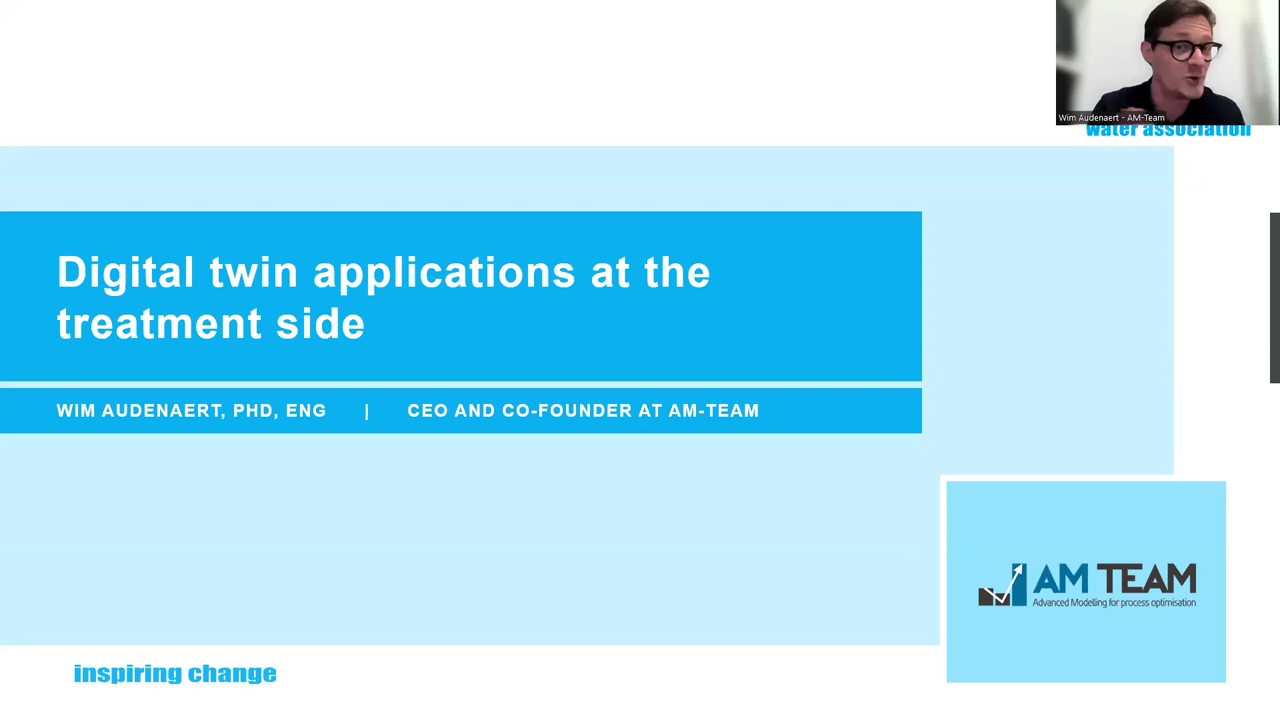 Wim Audenaert - AM-Team
water association
Digital twin applications at the
treatment side
WIM AUDENAERT, PHD, ENG | CEO AND CO-FOUNDER AT AM-TEAM
AM TEAM
Advanced Modelling for process optimisation
inspiring change